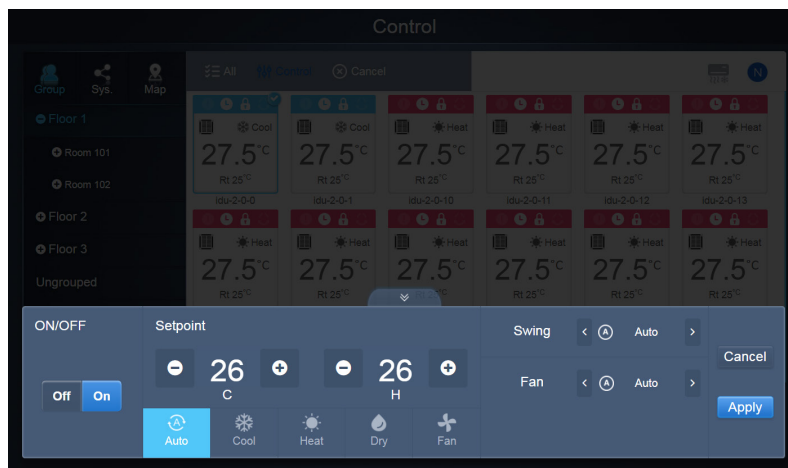 Control
All Control Cancel
N
Group Sys. Map
Floor 1
Room 101
Room 102
Floor 2
Floor 3
Ungrouped
Cool Cool Heat Heat Heat Heat
27.5°C 27.5°C 27.5°C 27.5°C 27.5°C 27.5°C
Rt 25°C Rt 25°C Rt 25°C Rt 25°C Rt 25°C Rt 25°C
idu-2-0-0 idu-2-0-1 idu-2-0-10 idu-2-0-11 idu-2-0-12 idu-2-0-13
Heat Heat Heat Heat Heat Heat
27.5°C 27.5°C 27.5°C 27.5°C 27.5°C 27.5°C
Rt 25°C Rt 25°C Rt 25°C Rt 25°C Rt 25°C Rt 25°C
ON/OFF
Off On
Setpoint
26 26
C H
A
Auto Cool Heat Dry Fan
Swing A Auto
Fan A Auto
Cancel
Apply